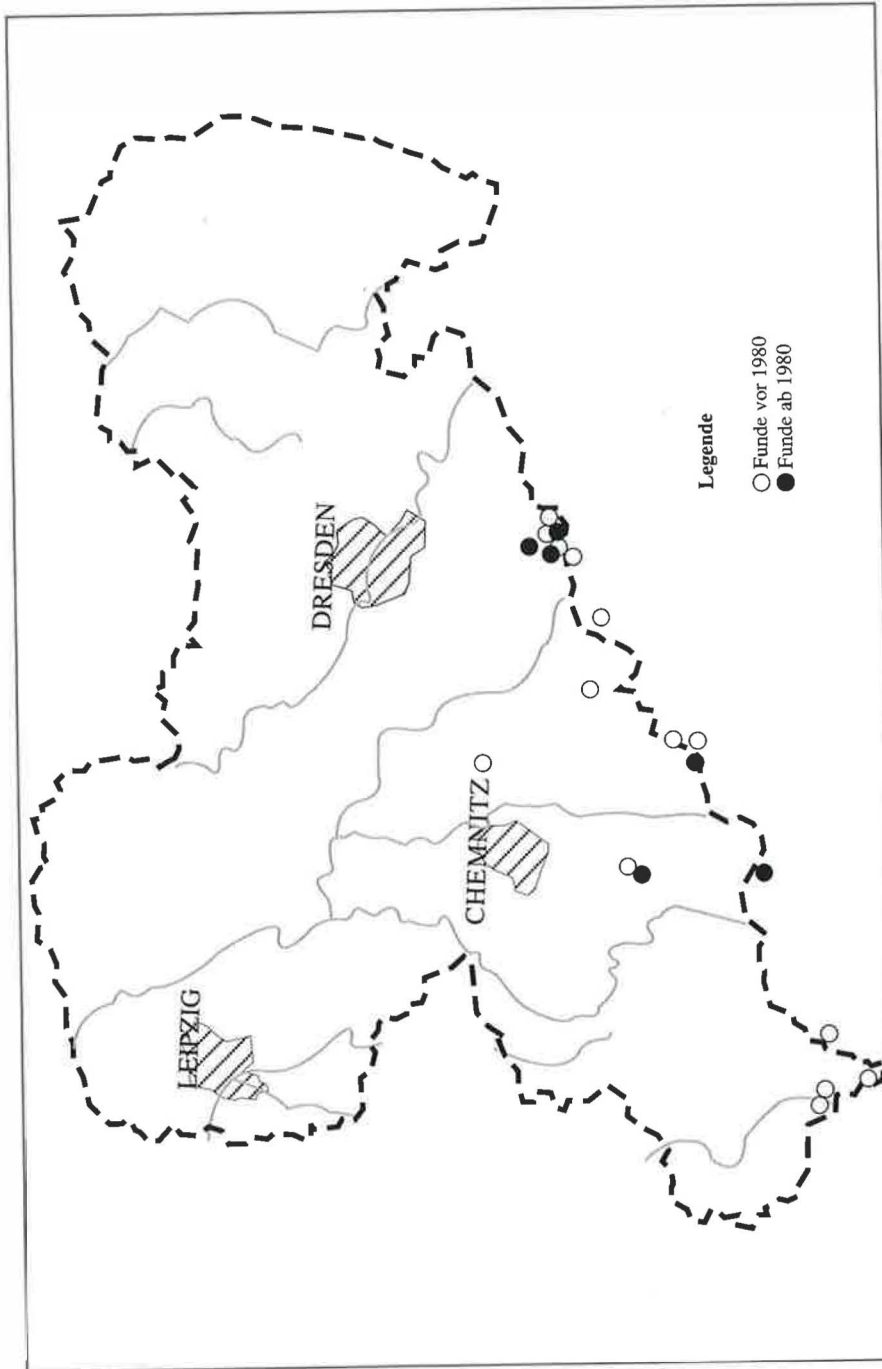 LEIPZIG
DRESDEN
CHEMNITZ
Legende
Funde vor 1980
Funde ab 1980